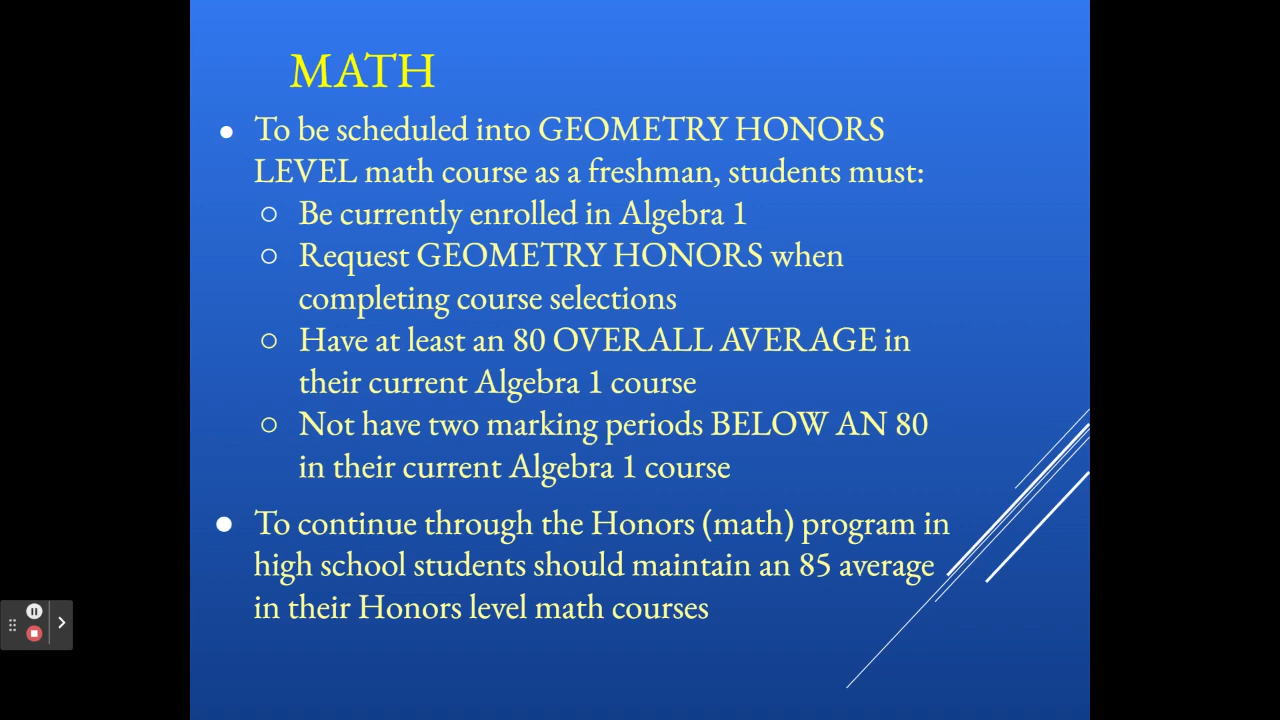 MATH
● To be scheduled into GEOMETRY HONORS
LEVEL math course as a freshman, students must:
○ Be currently enrolled in Algebra 1
○ Request GEOMETRY HONORS when
completing course selections
○ Have at least an 80 OVERALL AVERAGE in
their current Algebra 1 course
○ Not have two marking periods BELOW AN 80
in their current Algebra 1 course
● To continue through the Honors (math) program in
high school students should maintain an 85 average
in their Honors level math courses